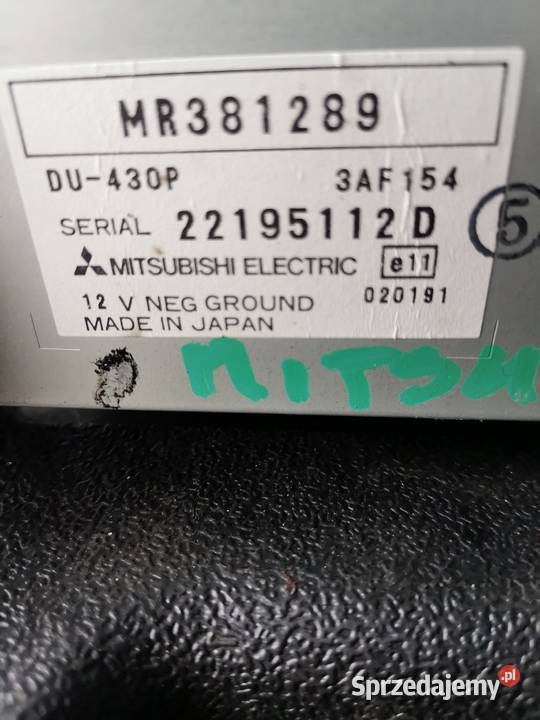 MR381289
DU-430P 3AF154
SERIAL 22195112D 5
MITSUBISHI ELECTRIC e11
12 V NEG GROUND 020191
MADE IN JAPAN
MITSU
Sprzedajemy.pl